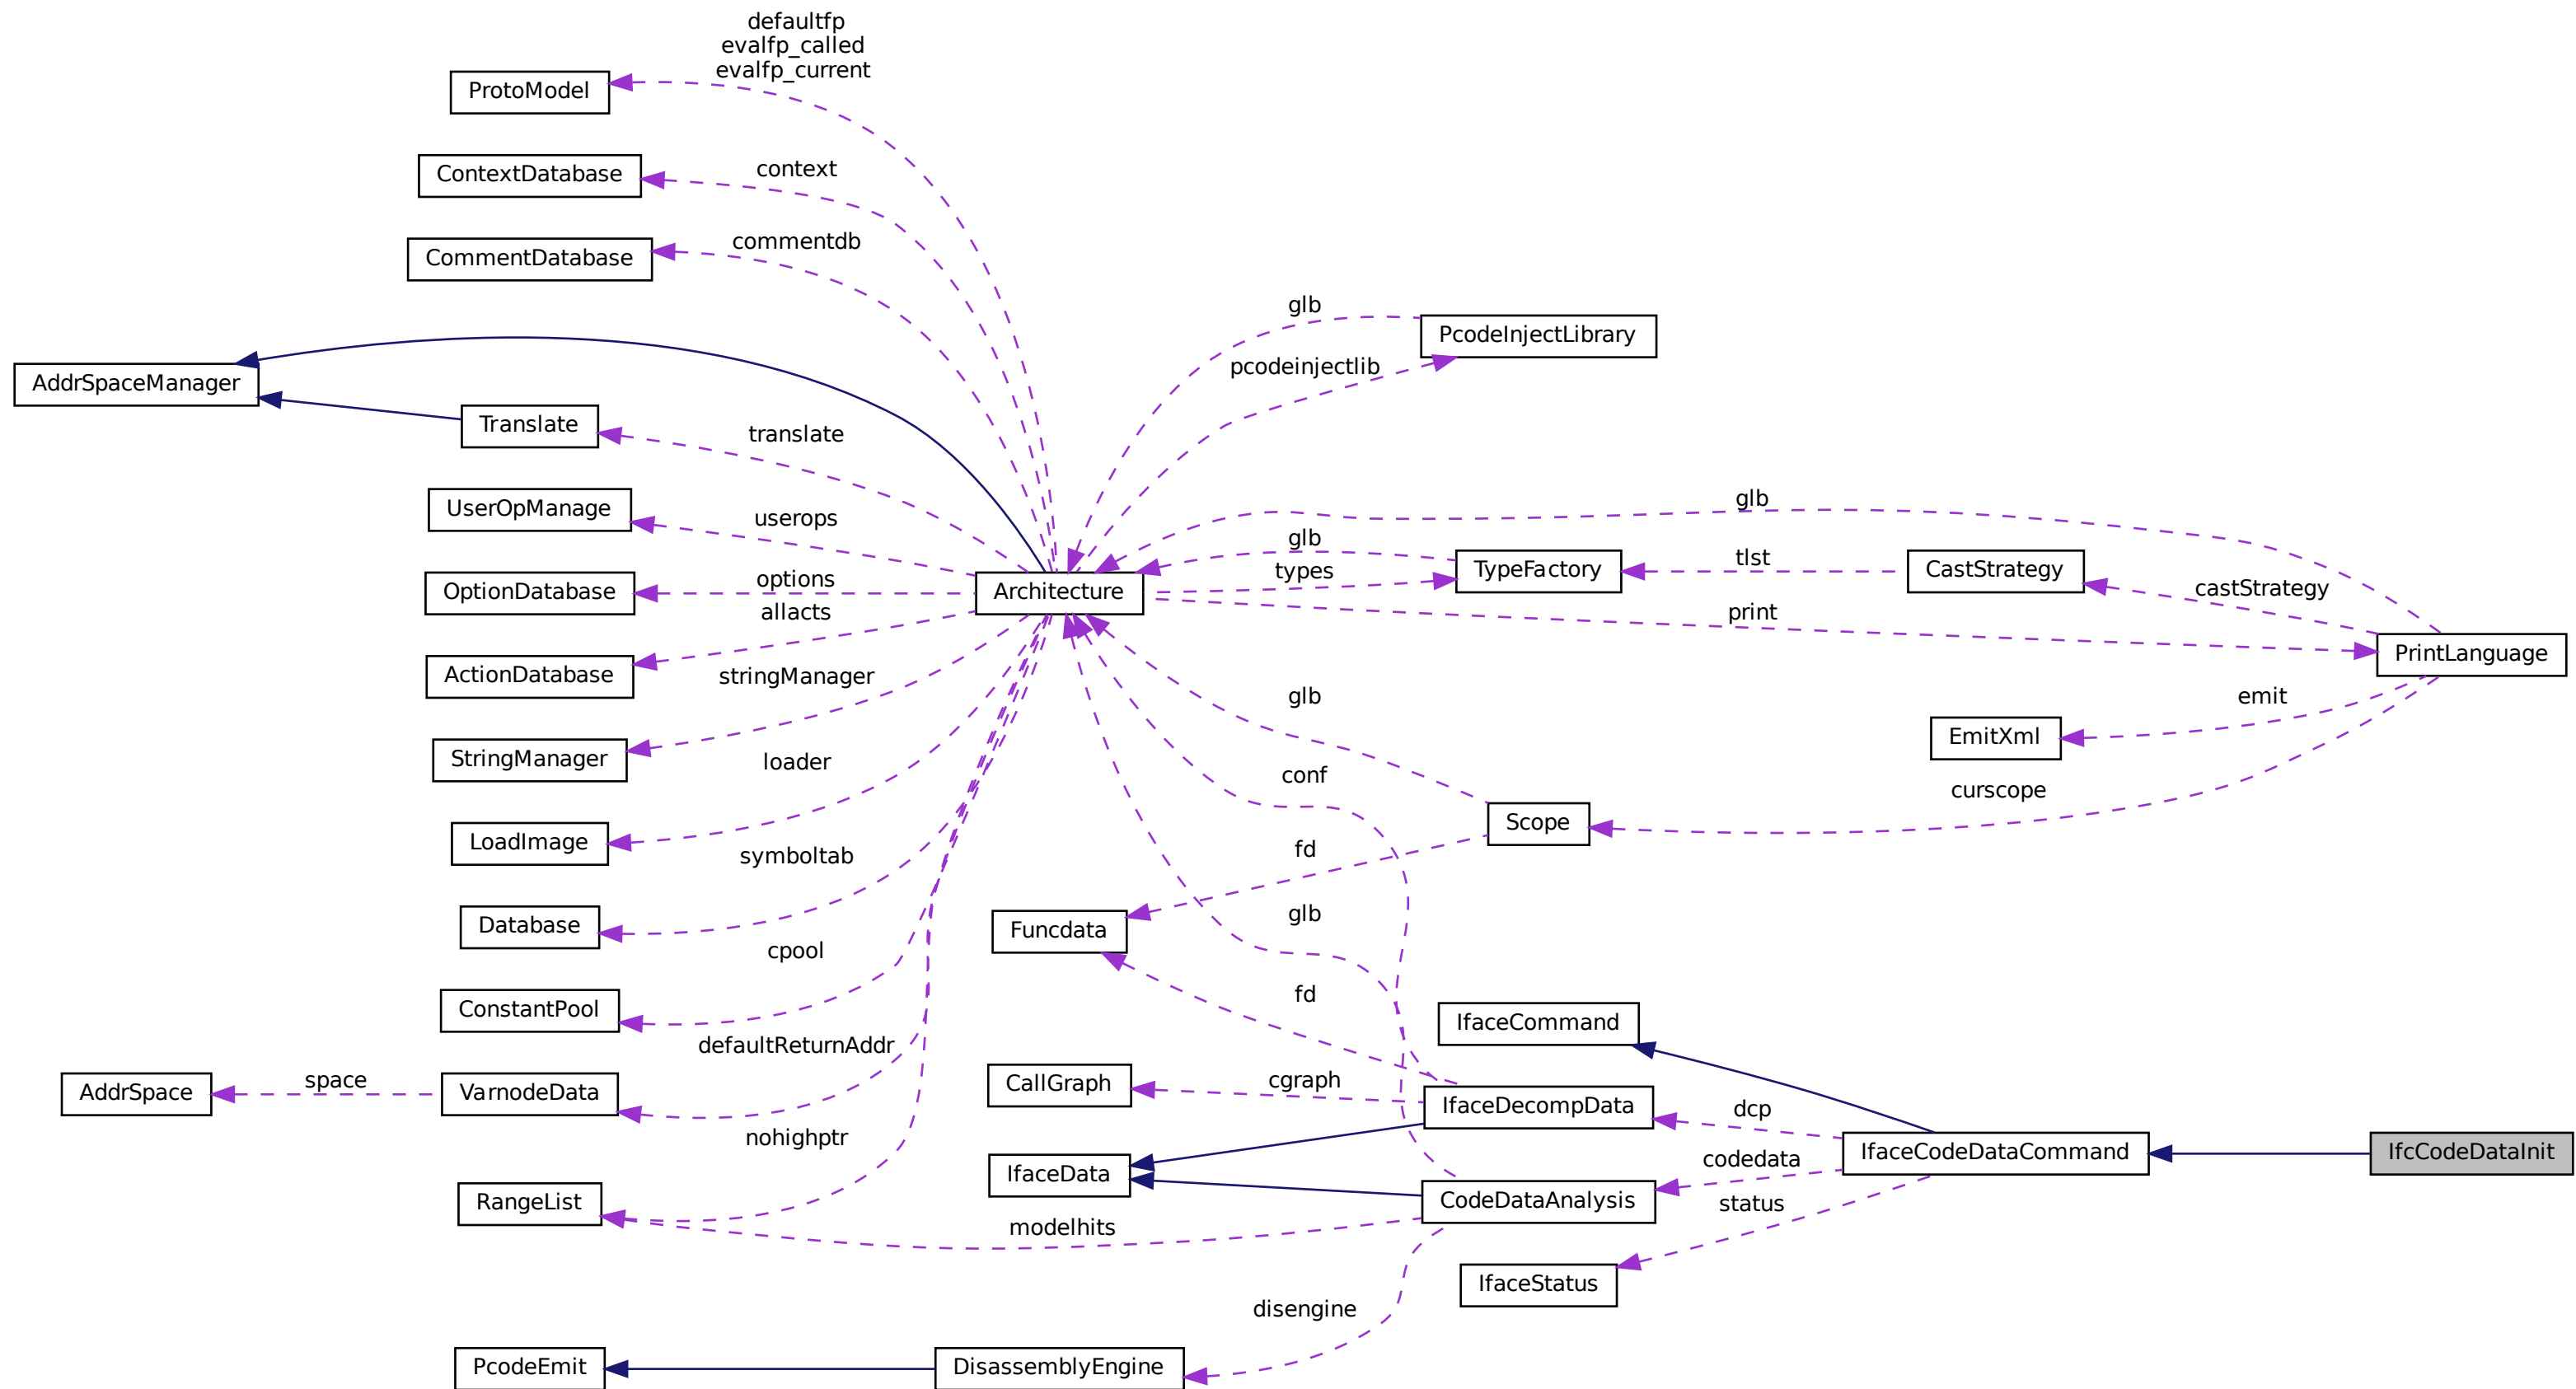 defaultfp
evalfp_called
evalfp_current
ProtoModel
context
ContextDatabase
commentdb
CommentDatabase
glb
PcodeInjectLibrary
pcodeinjectlib
AddrSpaceManager
Translate
translate
glb
UserOpManage
userops
glb
TypeFactory
tlst
CastStrategy
types
castStrategy
OptionDatabase
options
Architecture
allacts
print
PrintLanguage
ActionDatabase
stringManager
glb
emit
EmitXml
StringManager
loader
conf
curscope
LoadImage
Scope
symboltab
fd
Database
glb
Funcdata
cpool
fd
ConstantPool
IfaceCommand
defaultReturnAddr
AddrSpace
space
VarnodeData
CallGraph
cgraph
IfaceDecompData
dcp
nohighptr
IfaceCodeDataCommand
IfcCodeDataInit
IfaceData
codedata
RangeList
CodeDataAnalysis
status
modelhits
IfaceStatus
disengine
PcodeEmit
DisassemblyEngine